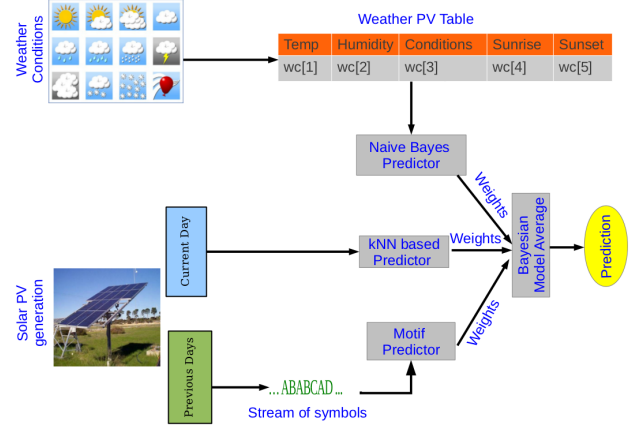 Weather PV Table
Weather
Conditions
Temp Humidity Conditions Sunrise Sunset
wc[1] wc[2] wc[3] wc[4] wc[5]
Naive Bayes
Predictor
Weights
Current Day
kNN based
Predictor
Weights
Bayesian
Model Average
Prediction
Solar PV
generation
Motif
Predictor
Weights
Previous Days
... ABABCAD ...
Stream of symbols